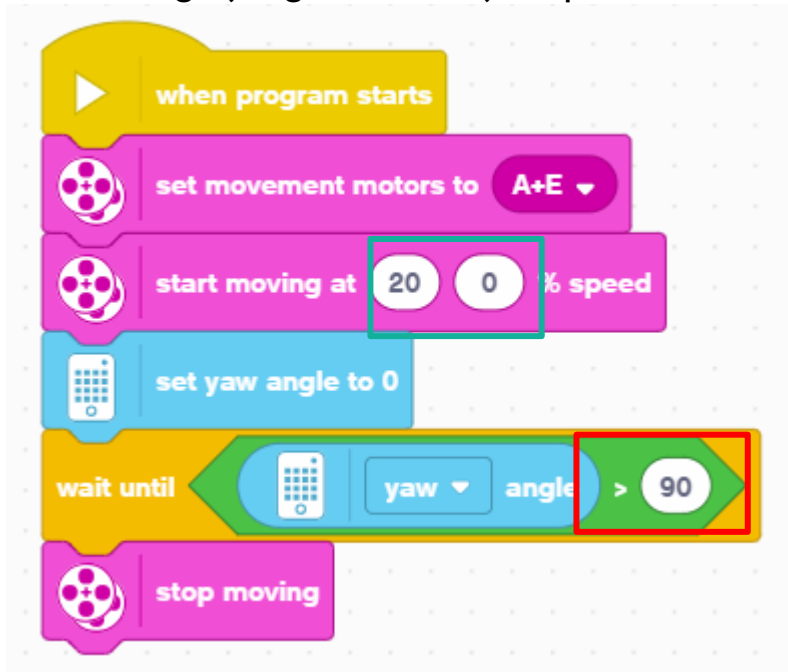 when program starts
set movement motors to A+E
start moving at 20 0 % speed
set yaw angle to 0
wait until yaw angle > 90
stop moving